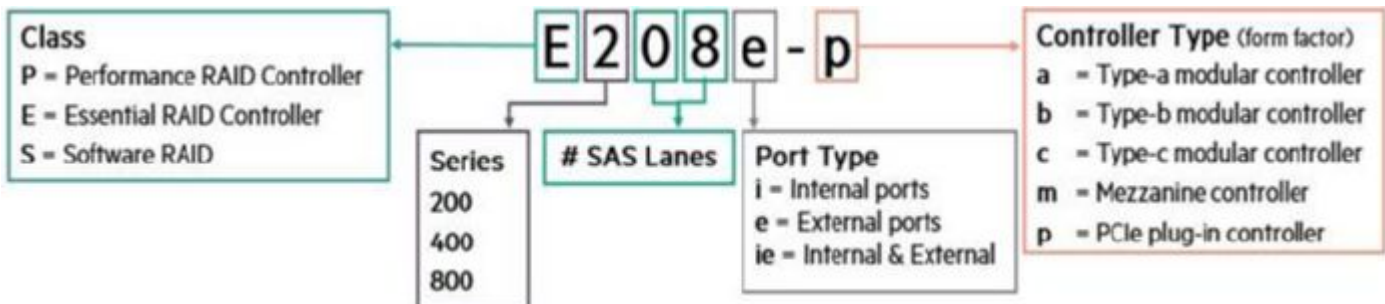 E208e-p
Class
P = Performance RAID Controller
E = Essential RAID Controller
S = Software RAID
Series
200
400
800
# SAS Lanes
Port Type
i = Internal ports
e = External ports
ie = Internal & External
Controller Type (form factor)
a = Type-a modular controller
b = Type-b modular controller
c = Type-c modular controller
m = Mezzanine controller
p = PCIe plug-in controller